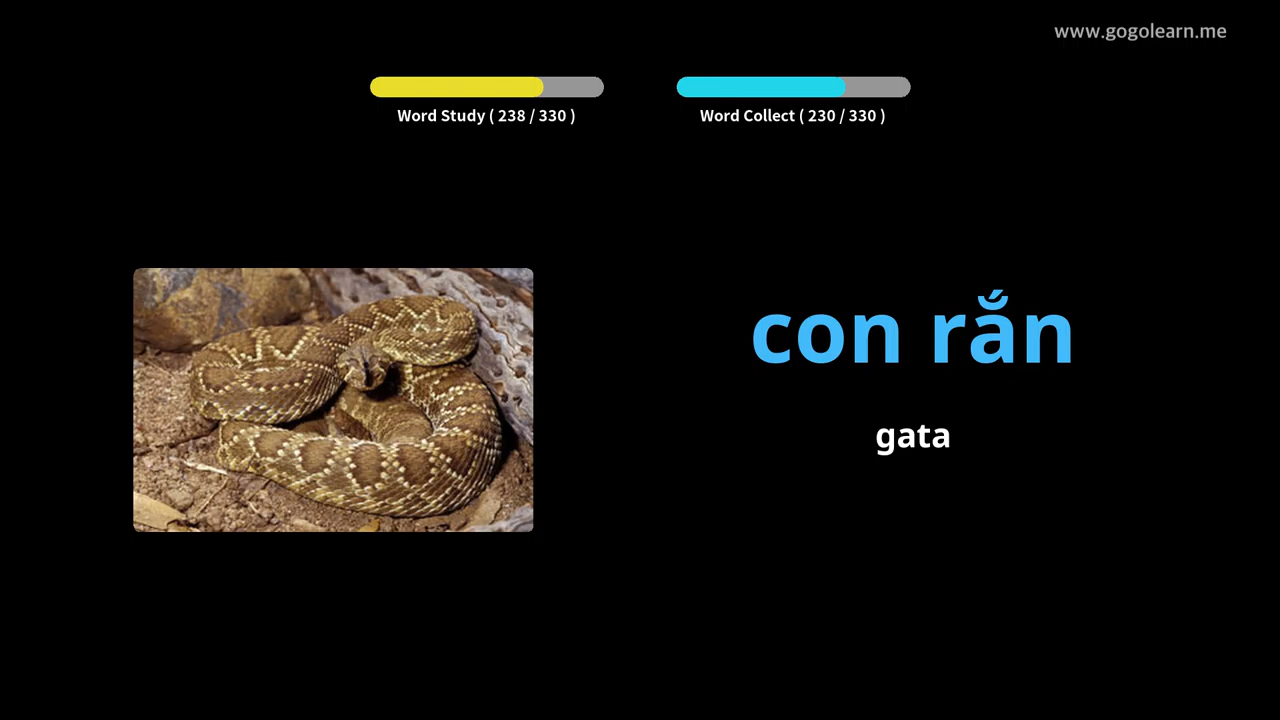 www.gogolearn.me
Word Study ( 238 / 330 )
Word Collect ( 230 / 330 )
con rắn
gata